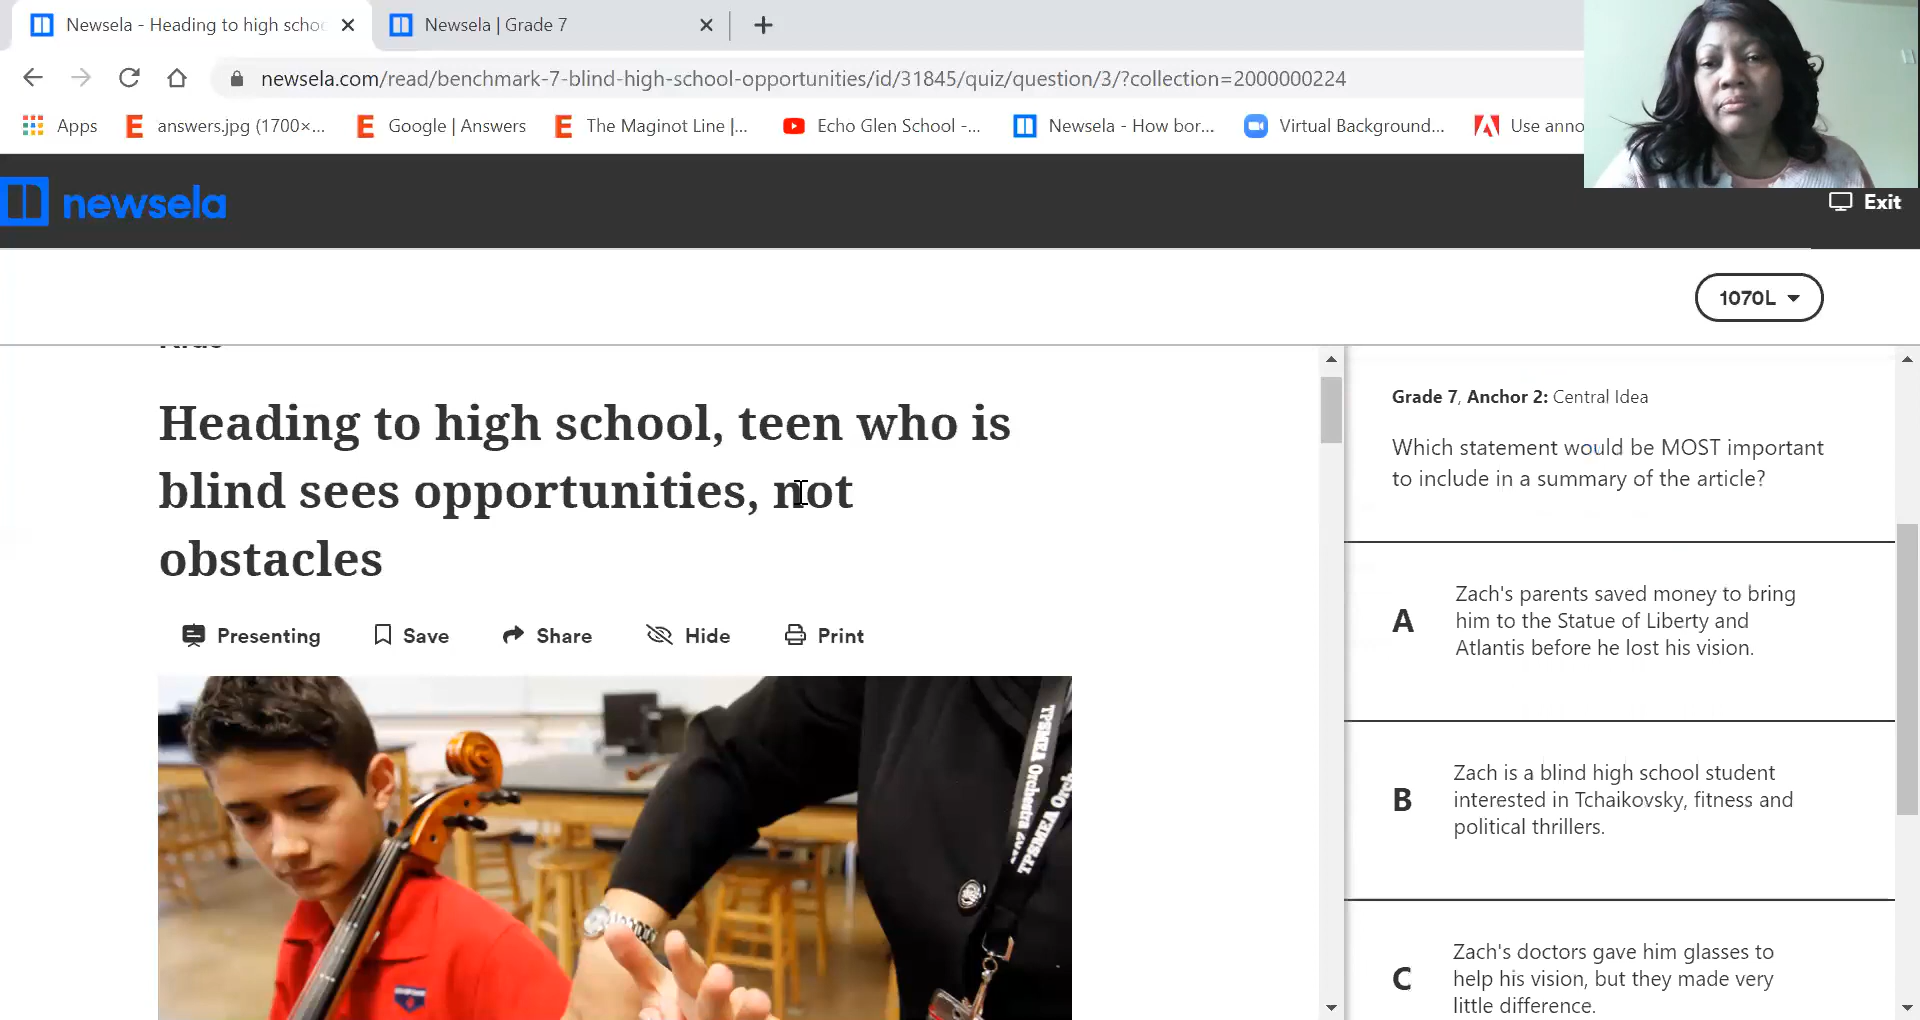 Newsela - Heading to high schoo
Newsela | Grade 7
newsela.com/read/benchmark-7-blind-high-school-opportunities/id/31845/quiz/question/3/?collection=2000000224
Apps
answers.jpg (1700×...
Google | Answers
The Maginot Line |...
Echo Glen School -...
Newsela - How bor...
Virtual Background...
Use anno
newsela
Exit
1070L
Heading to high school, teen who is
blind sees opportunities, not
obstacles
Presenting
Save
Share
Hide
Print
TPSMEA Orchestra
TPSMEA Orch
Grade 7, Anchor 2: Central Idea
Which statement would be MOST important
to include in a summary of the article?
A
Zach's parents saved money to bring
him to the Statue of Liberty and
Atlantis before he lost his vision.
B
Zach is a blind high school student
interested in Tchaikovsky, fitness and
political thrillers.
C
Zach's doctors gave him glasses to
help his vision, but they made very
little difference.